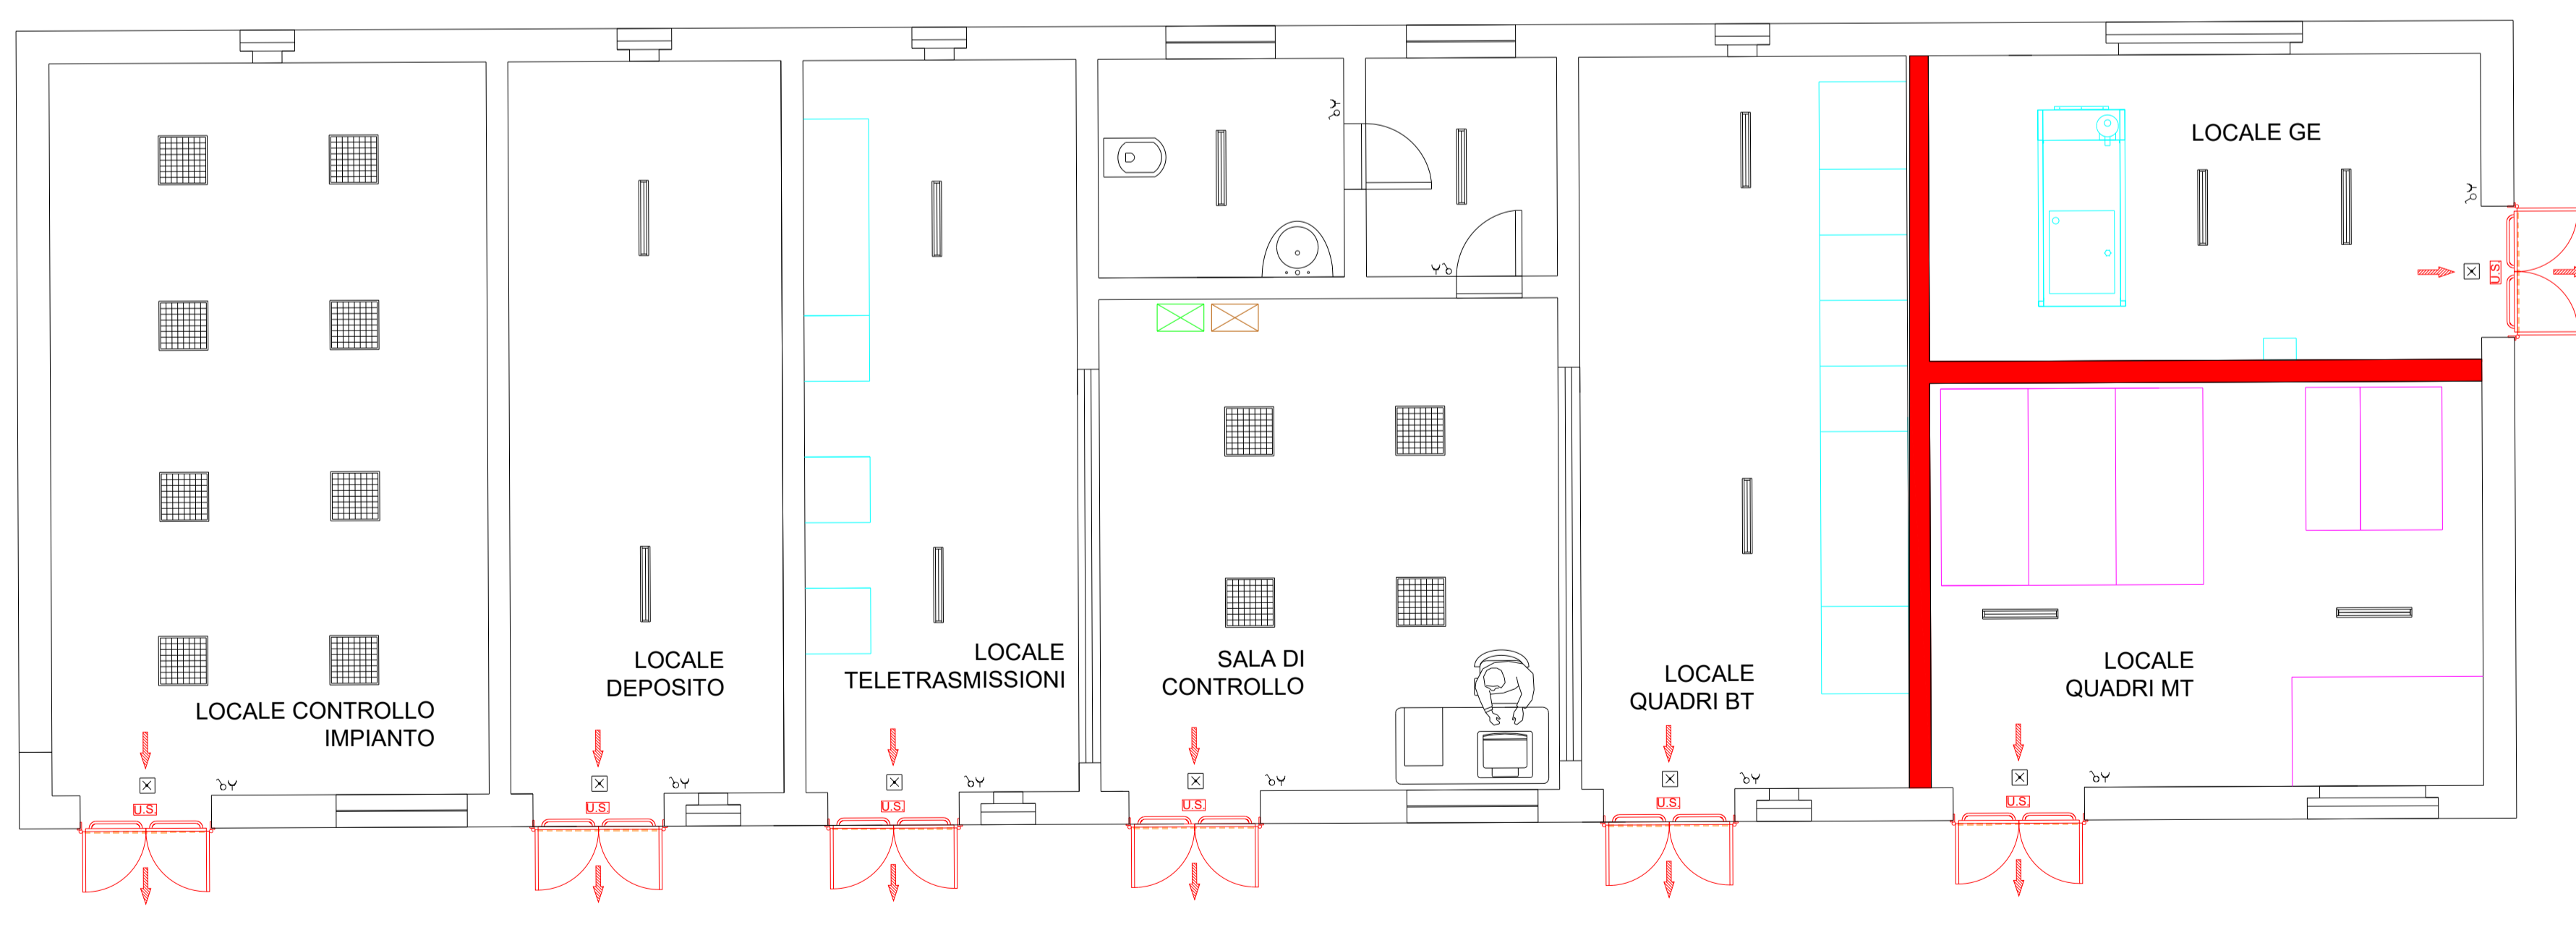 LOCALE GE
U.S.
LOCALE CONTROLLO
IMPIANTO
LOCALE
DEPOSITO
LOCALE
TELETRASMISSIONI
SALA DI
CONTROLLO
LOCALE
QUADRI BT
LOCALE
QUADRI MT
U.S.
U.S.
U.S.
U.S.
U.S.
U.S.